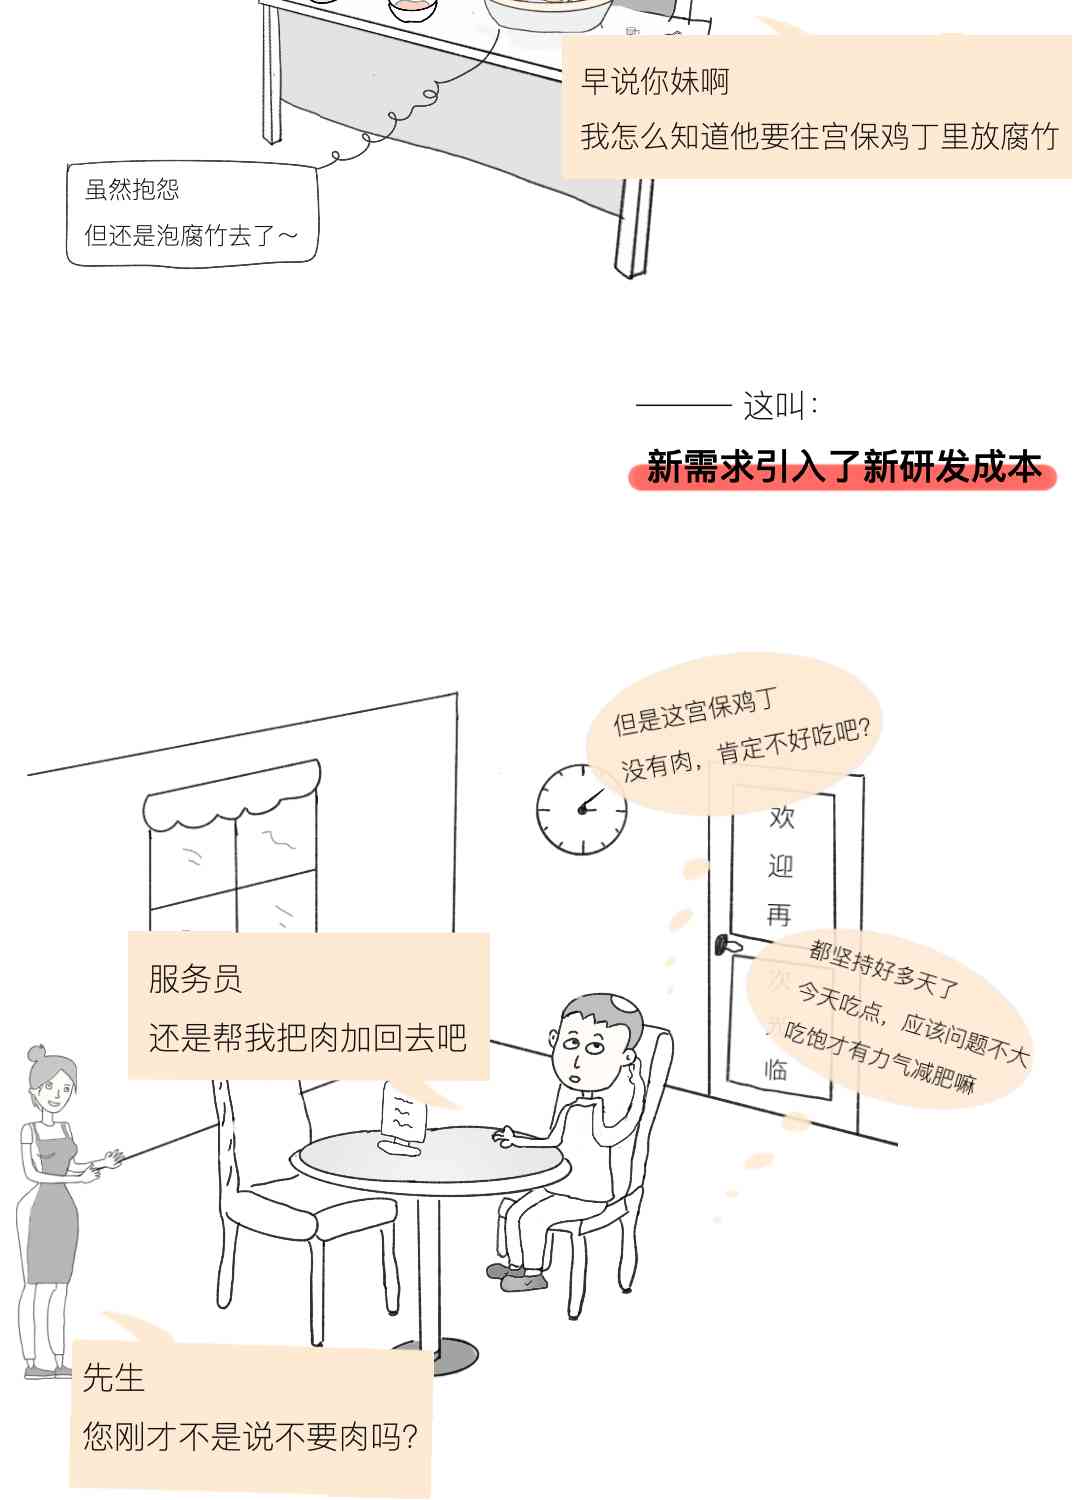 早说你妹啊
我怎么知道他要往宫保鸡丁里放腐竹
虽然抱怨
但还是泡腐竹去了～
——— 这叫：
新需求引入了新研发成本
但是这宫保鸡丁
没有肉，肯定不好吃吧？
欢
迎
再
次
光
临
都坚持好多天了
今天吃点，应该问题不大
吃饱才有力气减肥嘛
服务员
还是帮我把肉加回去吧
先生
您刚才不是说不要肉吗？